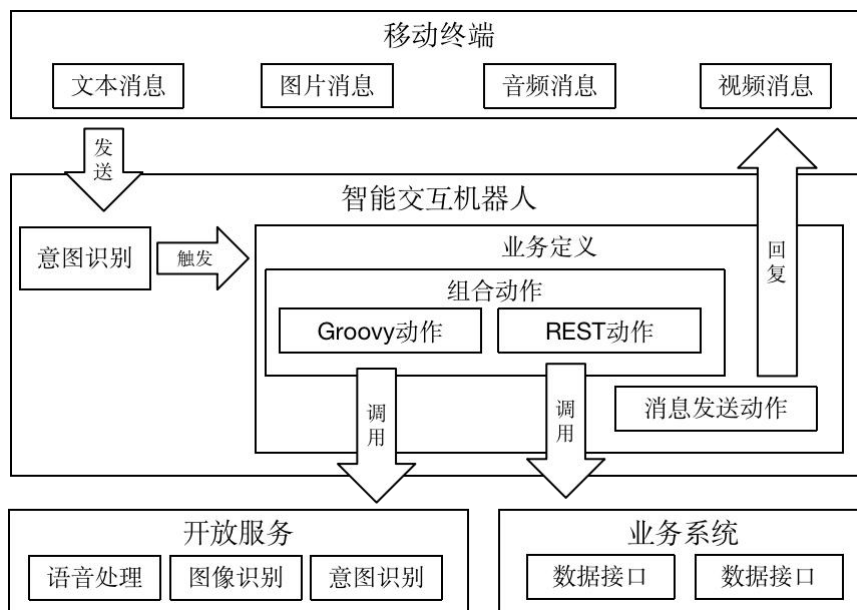 移动终端
文本消息 图片消息 音频消息 视频消息
发送
智能交互机器人
意图识别 触发 业务定义 回复
组合动作
Groovy动作 REST动作
消息发送动作
调用 调用
开放服务 业务系统
语音处理 图像识别 意图识别 数据接口 数据接口